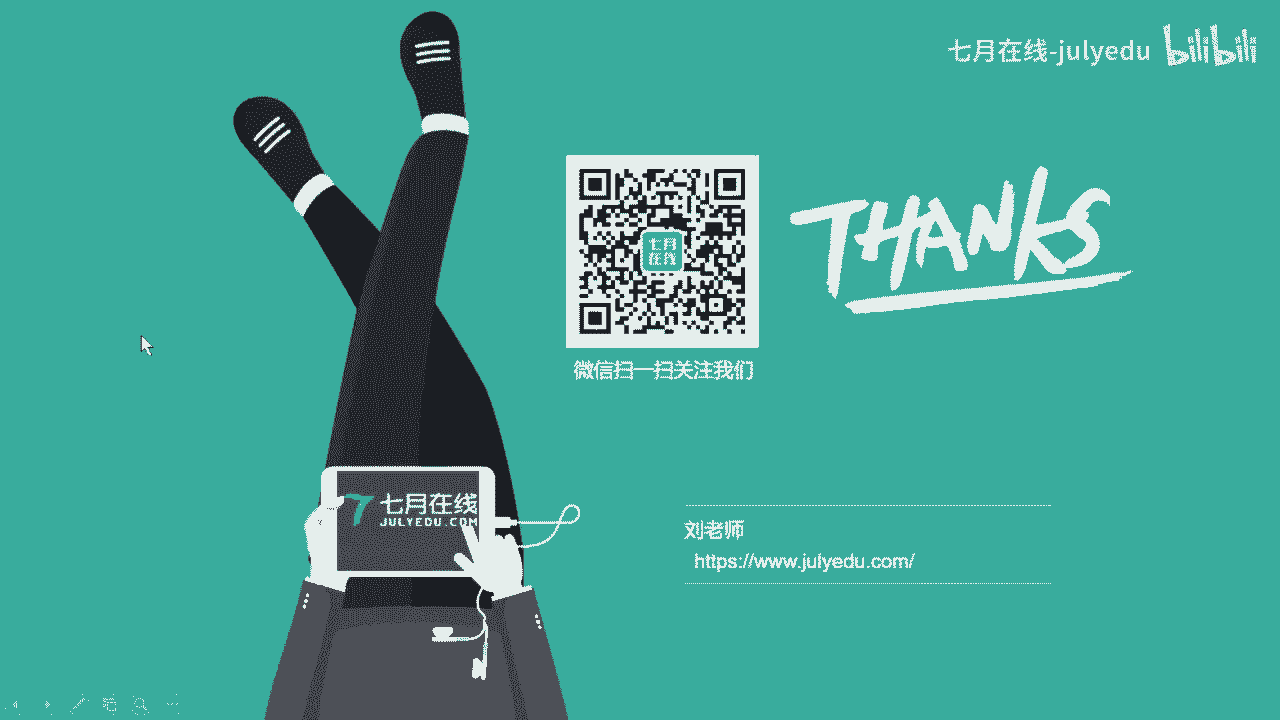 七月在线-julyedu bilibili
THANKS
七月
在线
微信扫一扫关注我们
七月在线
JULYEDU.COM
刘老师
https://www.julyedu.com/